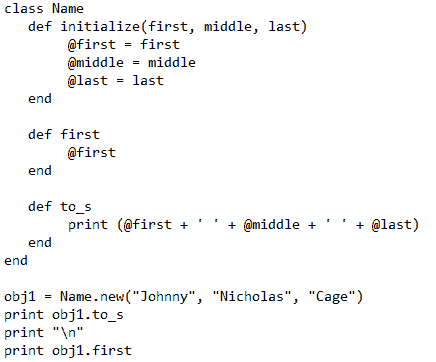 class Name
   def initialize(first, middle, last)
        @first = first
        @middle = middle
        @last = last
   end

   def first
        @first
   end

   def to_s
        print (@first + ' ' + @middle + ' ' + @last)
   end
end

obj1 = Name.new("Johnny", "Nicholas", "Cage")
print obj1.to_s
print "\n"
print obj1.first